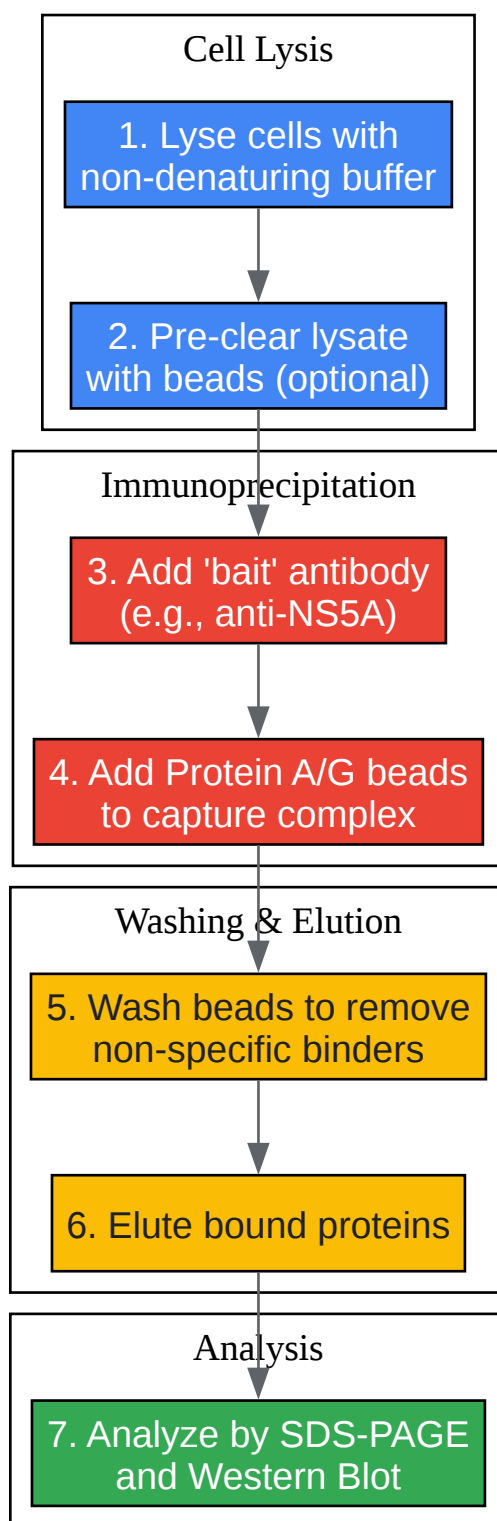 Cell Lysis
1. Lyse cells with
non-denaturing buffer
2. Pre-clear lysate
with beads (optional)
Immunoprecipitation
3. Add 'bait' antibody
(e.g., anti-NS5A)
4. Add Protein A/G beads
to capture complex
Washing & Elution
5. Wash beads to remove
non-specific binders
6. Elute bound proteins
Analysis
7. Analyze by SDS-PAGE
and Western Blot